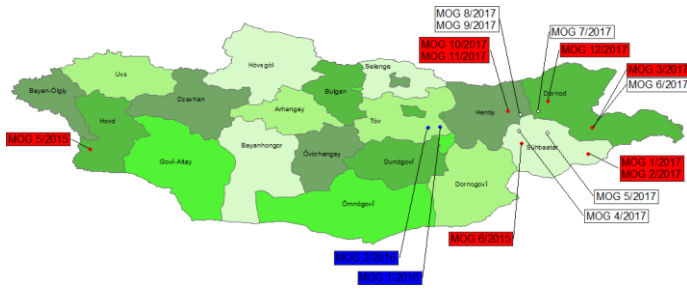 MOG 8/2017
MOG 9/2017
MOG 7/2017
MOG 10/2017
MOG 11/2017
MOG 12/2017
MOG 3/2017
MOG 6/2017
Hövsgöl
Selenge
Uvs
Bayan-Ölgiy
Dzavhan
Bulgan
Dornod
Arhangay
Hentiy
Hovd
Töv
MOG 5/2015
Bayanhongor
Övörhangay
Sühbaatar
Govĭ-Altay
Dundgovĭ
MOG 1/2017
MOG 2/2017
Dornogovĭ
MOG 5/2017
Ömnögovĭ
MOG 4/2017
MOG 6/2015
MOG 2/2016
MOG 1/2016